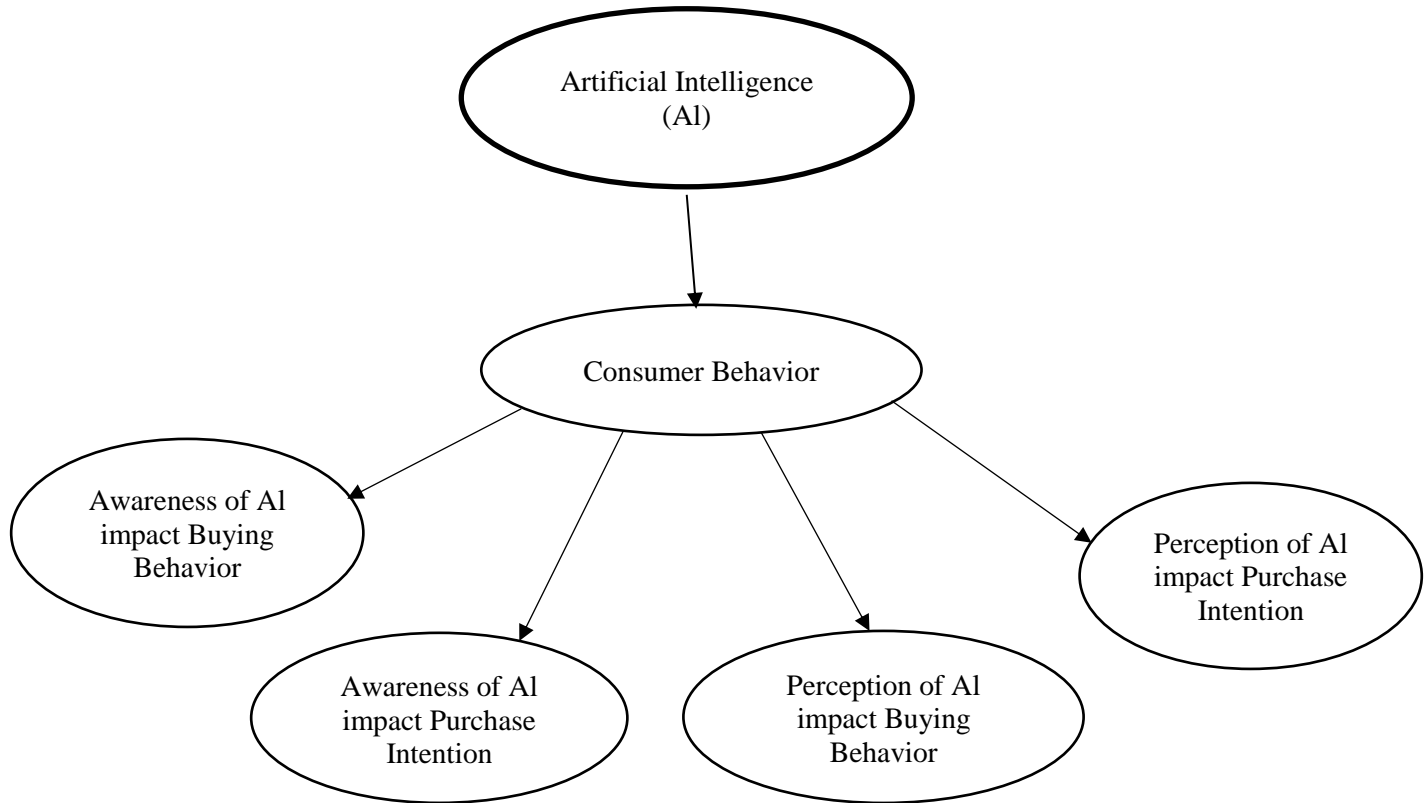 Artificial Intelligence
(Al)
Consumer Behavior
Awareness of Al
impact Buying
Behavior
Awareness of Al
impact Purchase
Intention
Perception of Al
impact Buying
Behavior
Perception of Al
impact Purchase
Intention